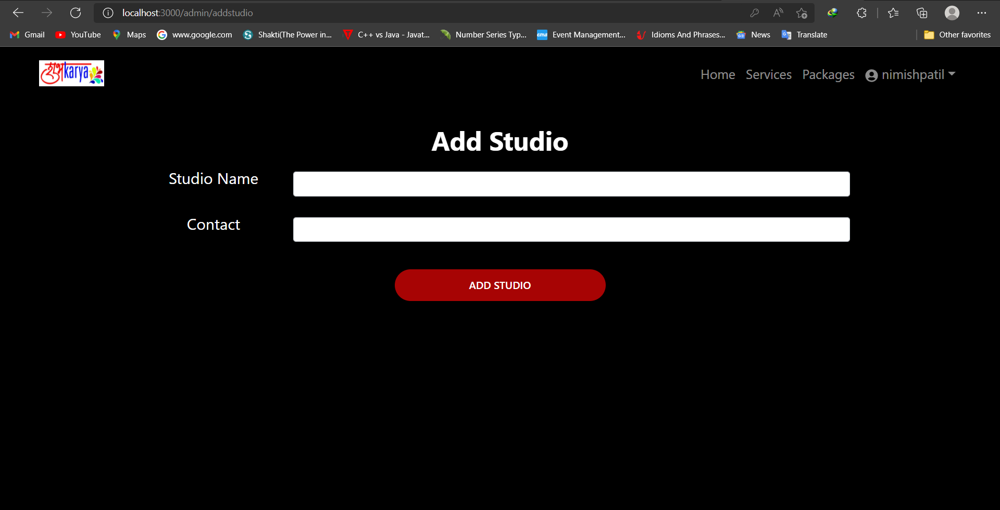 localhost:3000/admin/addstudio
Gmail YouTube Maps www.google.com Shakti(The Power in... C++ vs Java - Javat... Number Series Typ... Event Management... Idioms And Phrases... News Translate Other favorites
शुभkarya Home Services Packages nimishpatil
Add Studio
Studio Name
Contact
ADD STUDIO